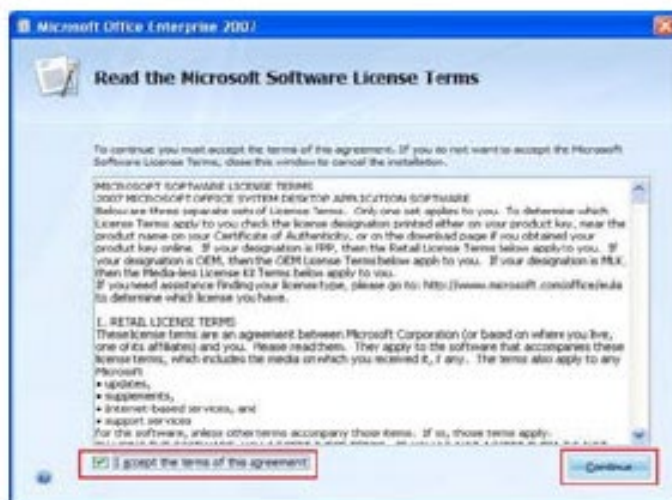 Microsoft Office Enterprise 2007
Read the Microsoft Software License Terms
To continue you must accept the terms of this agreement. If you do not want to accept the Microsoft
Software License Terms, close this window to cancel the installation.
MICROSOFT SOFTWARE LICENSE TERMS
2007 MICROSOFT OFFICE SYSTEM DESKTOP APPLICATION SOFTWARE
Below are three separate sets of License Terms. Only one set applies to you. To determine which
License Terms apply to you check the license designation printed either on your product key, near the
product name on your Certificate of Authenticity, or on the download page if you obtained your
product key online. If your designation is FPP, then the Retail License Terms below apply to you. If
your designation is OEM, then the OEM License Terms below apply to you. If your designation is MLK,
then the Media-less License Kit Terms below apply to you.
If you need assistance finding your license type, please go to: http://www.microsoft.com/office/eula
to determine which license you have.
I. RETAIL LICENSE TERMS
These license terms are an agreement between Microsoft Corporation (or based on where you live,
one of its affiliates) and you. Please read them. They apply to the software that accompanies these
license terms, which includes the media on which you received it, if any. The terms also apply to any
Microsoft
• updates,
• supplements,
• internet-based services, and
• support services
for this software, unless other terms accompany those items. If so, those terms apply.
I accept the terms of this agreement
Continue